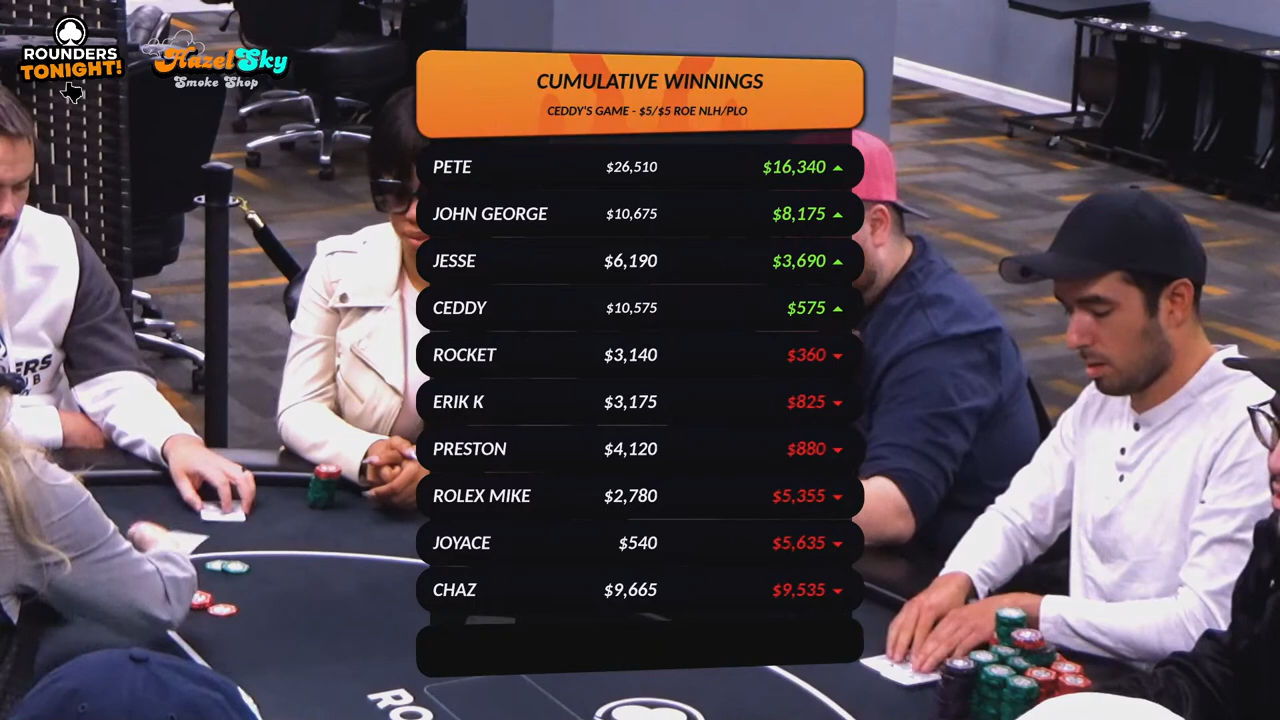 ROUNDERS
TONIGHT!
Hazel Sky
Smoke Shop
CUMULATIVE WINNINGS
CEDDY'S GAME - $5/$5 ROE NLH/PLO
PETE $26,510 $16,340
JOHN GEORGE $10,675 $8,175
JESSE $6,190 $3,690
CEDDY $10,575 $575
ROCKET $3,140 $360
ERIK K $3,175 $825
PRESTON $4,120 $880
ROLEX MIKE $2,780 $5,355
JOYACE $540 $5,635
CHAZ $9,665 $9,535
RO